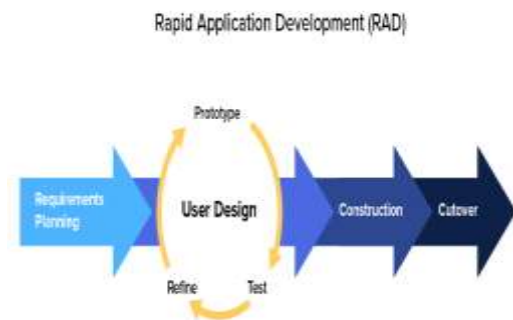 Rapid Application Development (RAD)
Prototype
Requirements
Planning
User Design
Construction
Cutover
Refine
Test